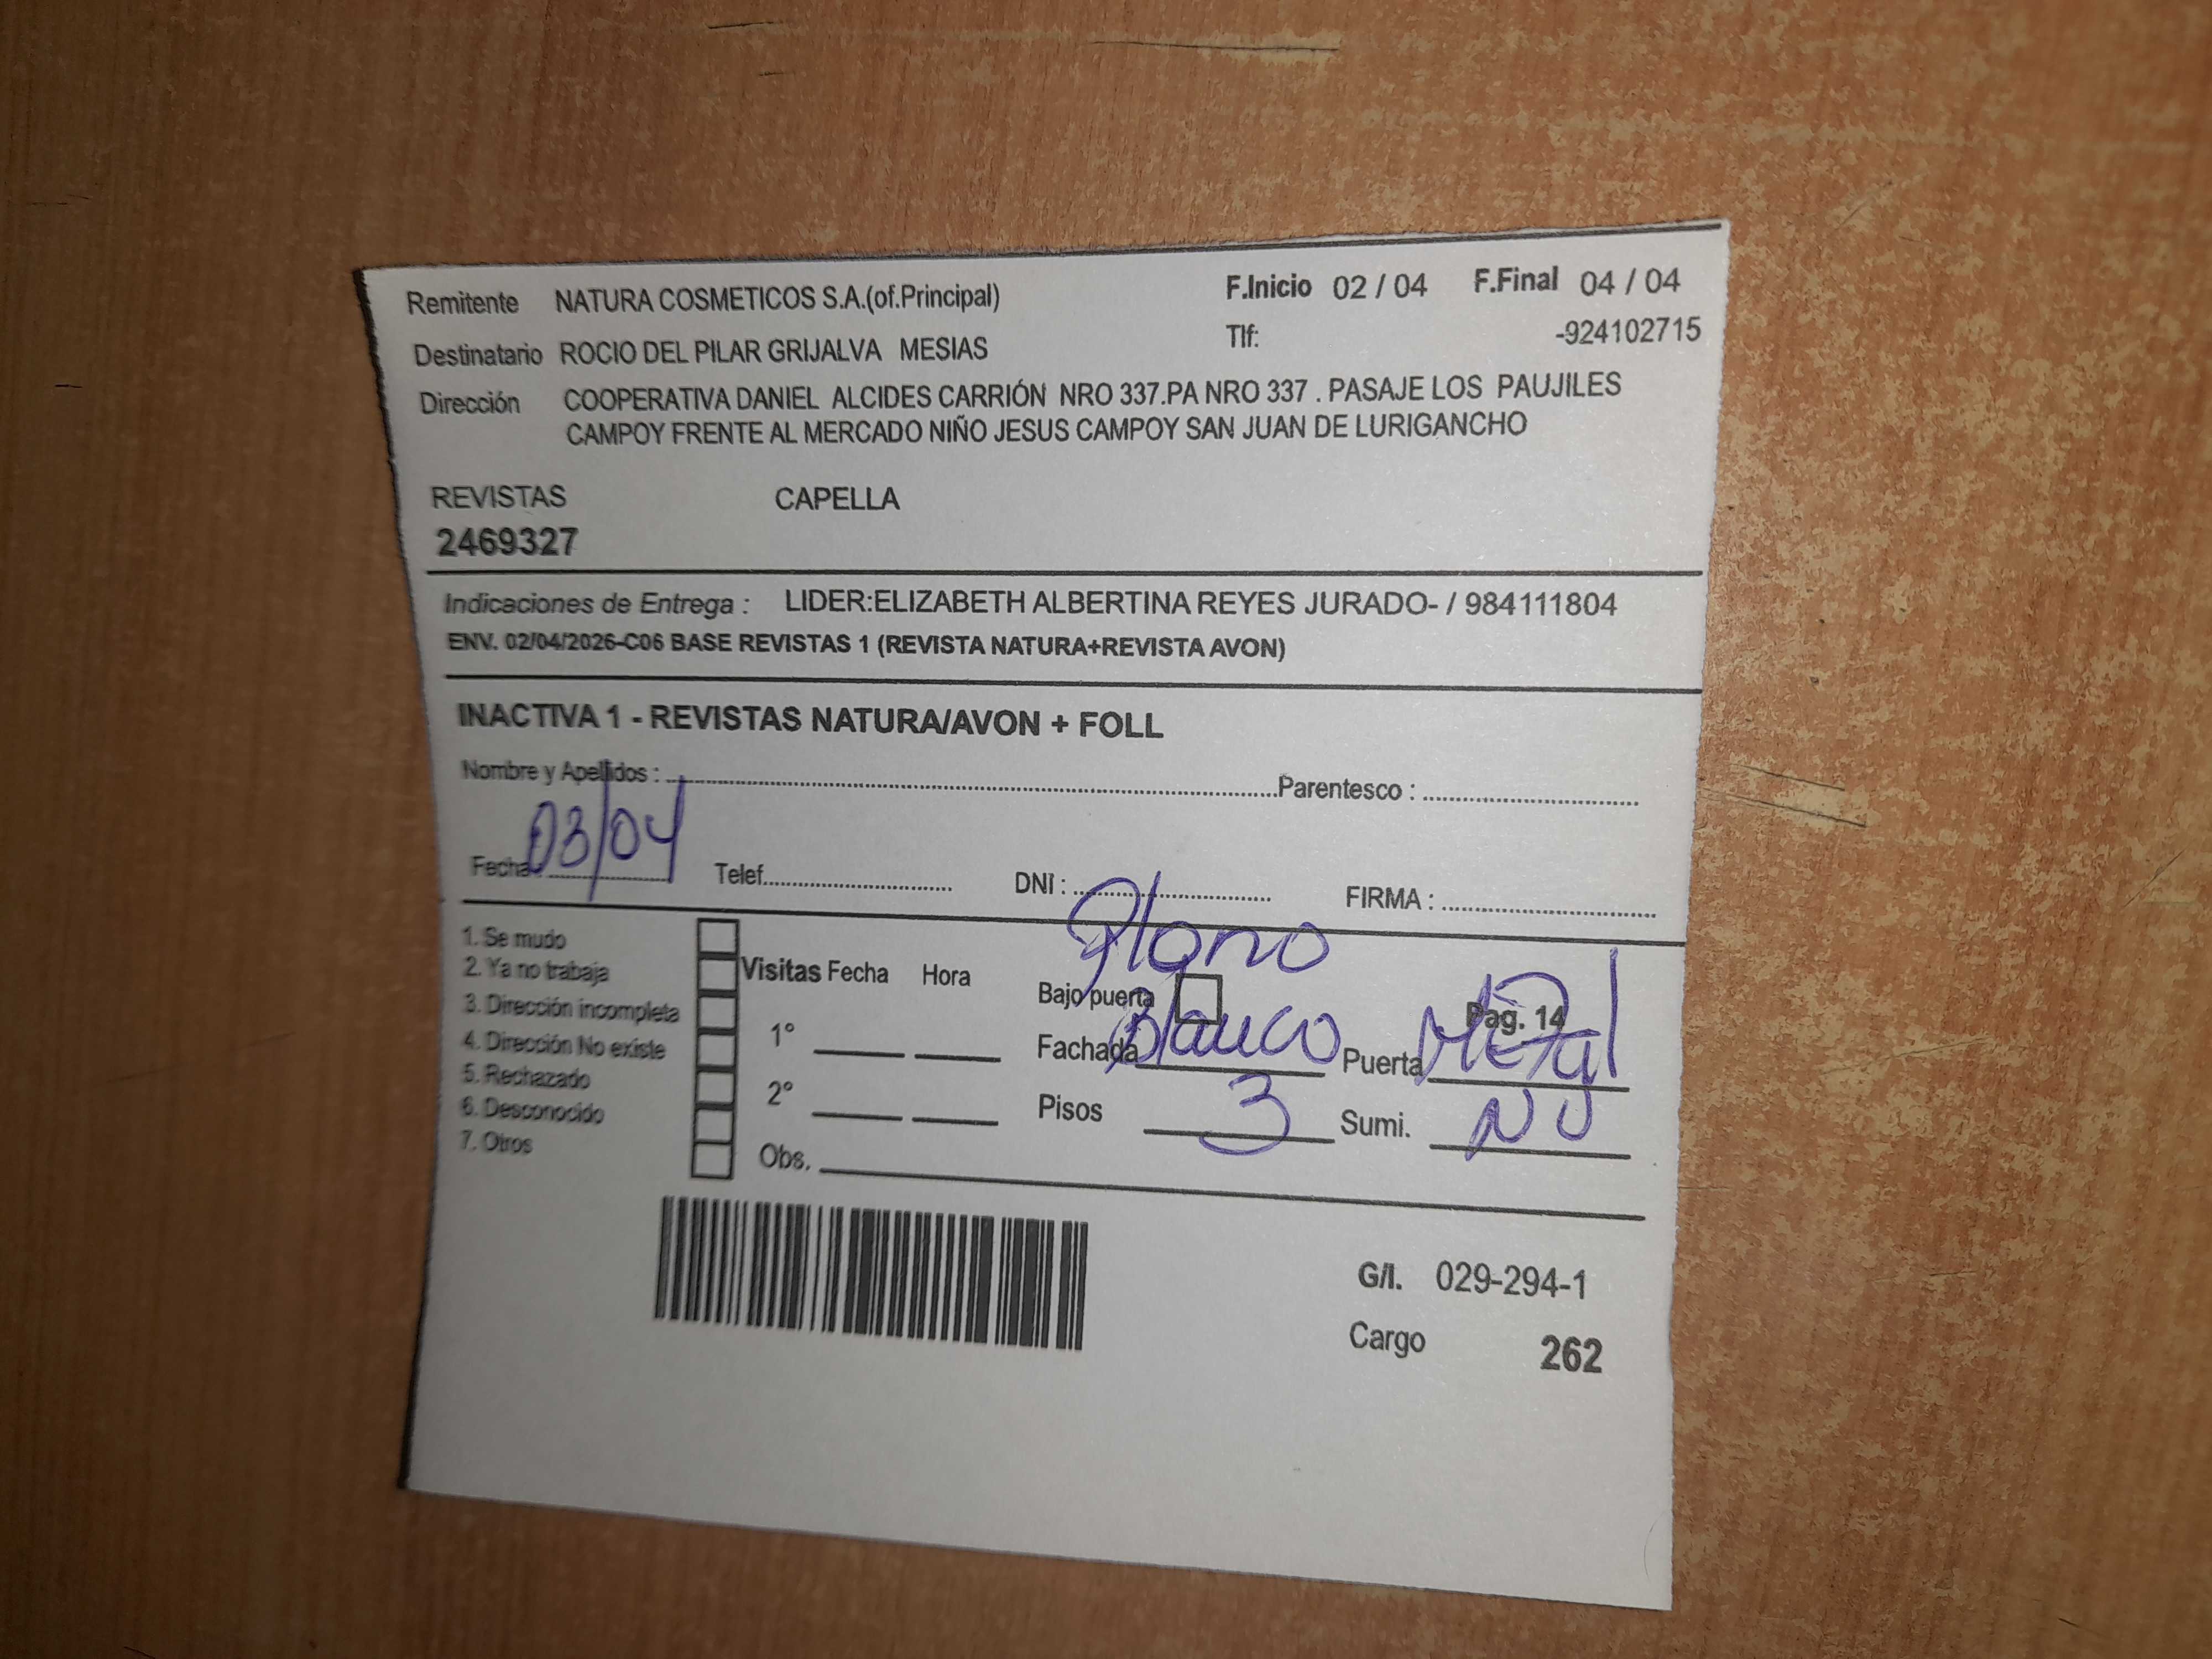 Remitente NATURA COSMETICOS S.A.(of.Principal) F.Inicio 02 / 04 F.Final 04 / 04
Destinatario ROCIO DEL PILAR GRIJALVA MESIAS Tlf: -924102715
Dirección COOPERATIVA DANIEL ALCIDES CARRIÓN NRO 337.PA NRO 337 . PASAJE LOS PAUJILES
CAMPOY FRENTE AL MERCADO NIÑO JESUS CAMPOY SAN JUAN DE LURIGANCHO
REVISTAS CAPELLA
2469327
Indicaciones de Entrega : LIDER:ELIZABETH ALBERTINA REYES JURADO- / 984111804
ENV. 02/04/2026-C06 BASE REVISTAS 1 (REVISTA NATURA+REVISTA AVON)
INACTIVA 1 - REVISTAS NATURA/AVON + FOLL
Nombre y Apellidos : Parentesco :
Fecha : 03/04 Telef. DNI : FIRMA :
1. Se mudo
2. Ya no trabaja
3. Dirección incompleta
4. Dirección No existe
5. Rechazado
6. Desconocido
7. Otros
Visitas Fecha Hora
1°
2°
Obs.
Bajo puerta Pag. 14
Fachada Blanco Puerta Metal
Pisos 3 Sumi.
G/I. 029-294-1
Cargo 262